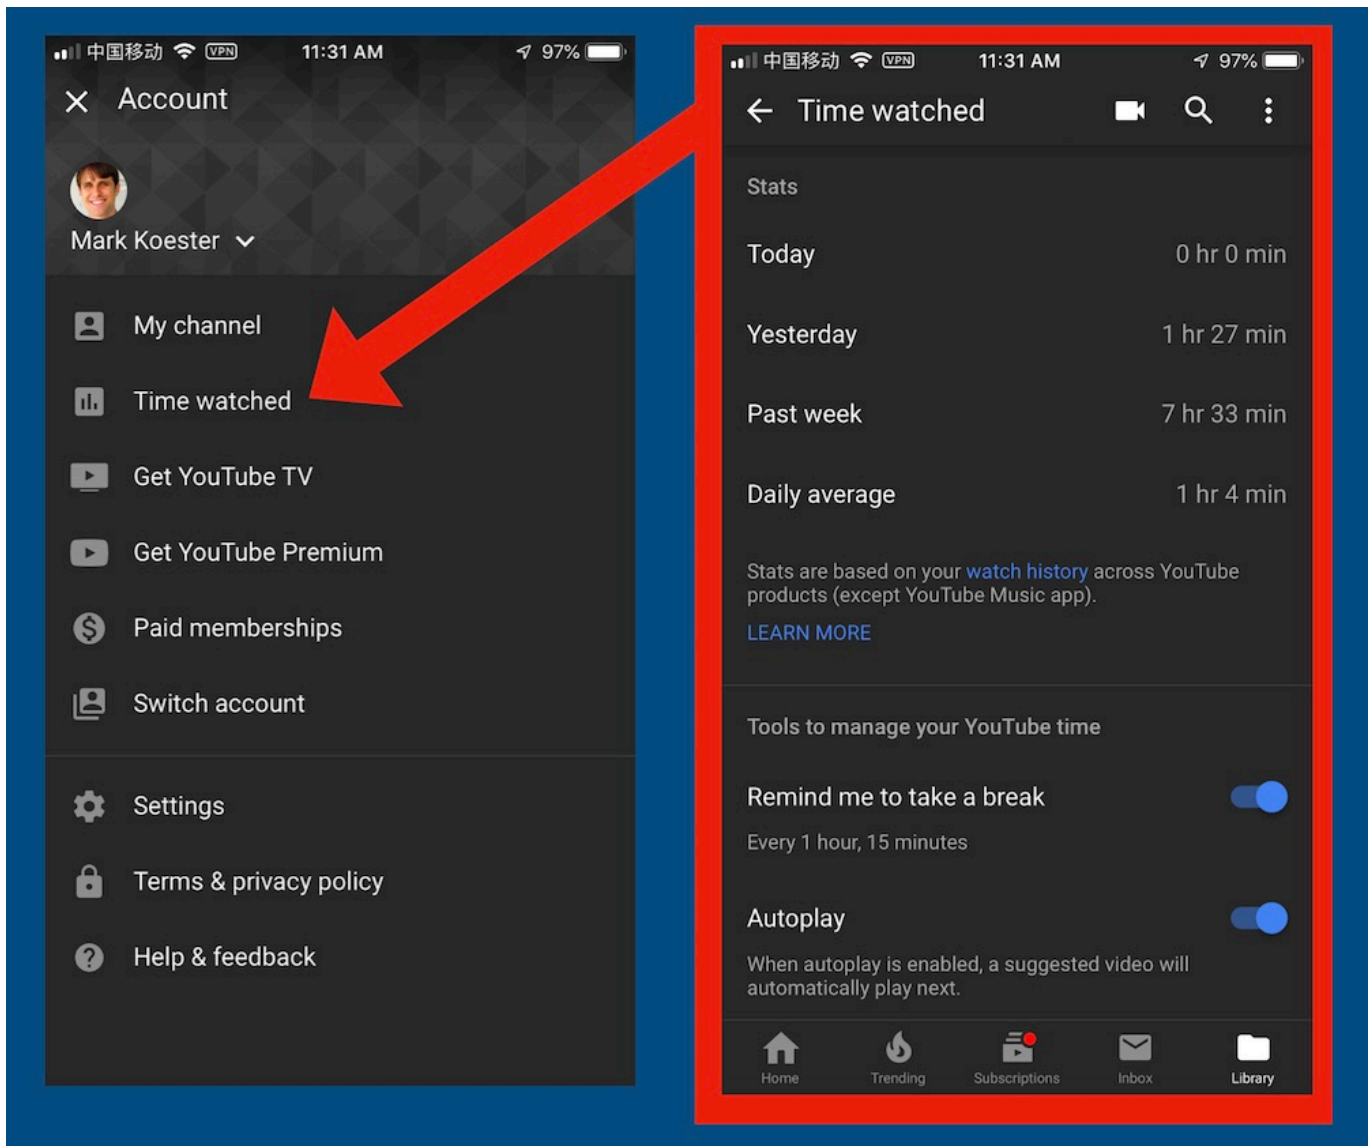 中国移动 VPN 11:31 AM 97%
Account
Mark Koester
My channel
Time watched
Get YouTube TV
Get YouTube Premium
Paid memberships
Switch account
Settings
Terms & privacy policy
Help & feedback
中国移动 VPN 11:31 AM 97%
Time watched
Stats
Today 0 hr 0 min
Yesterday 1 hr 27 min
Past week 7 hr 33 min
Daily average 1 hr 4 min
Stats are based on your watch history across YouTube
products (except YouTube Music app).
LEARN MORE
Tools to manage your YouTube time
Remind me to take a break
Every 1 hour, 15 minutes
Autoplay
When autoplay is enabled, a suggested video will
automatically play next.
Home Trending Subscriptions Inbox Library